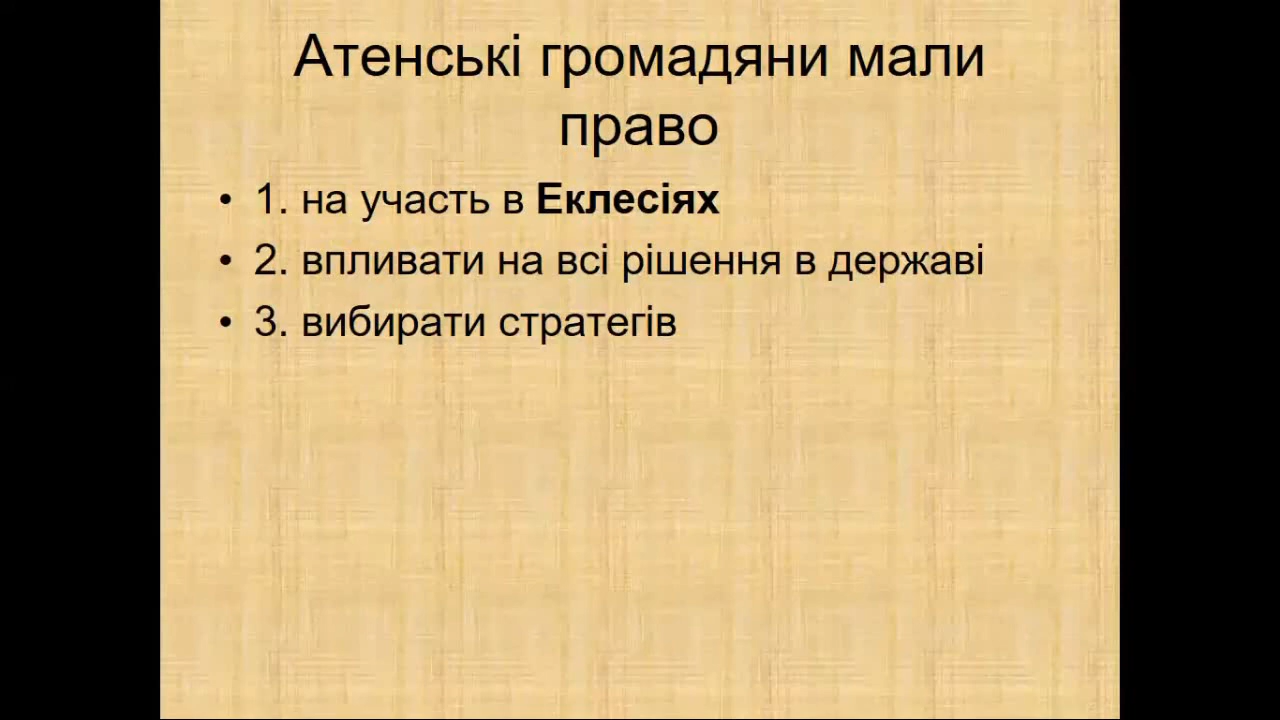 Атенські громадяни мали
право
• 1. на участь в Еклесіях
• 2. впливати на всі рішення в державі
• 3. вибирати стратегів